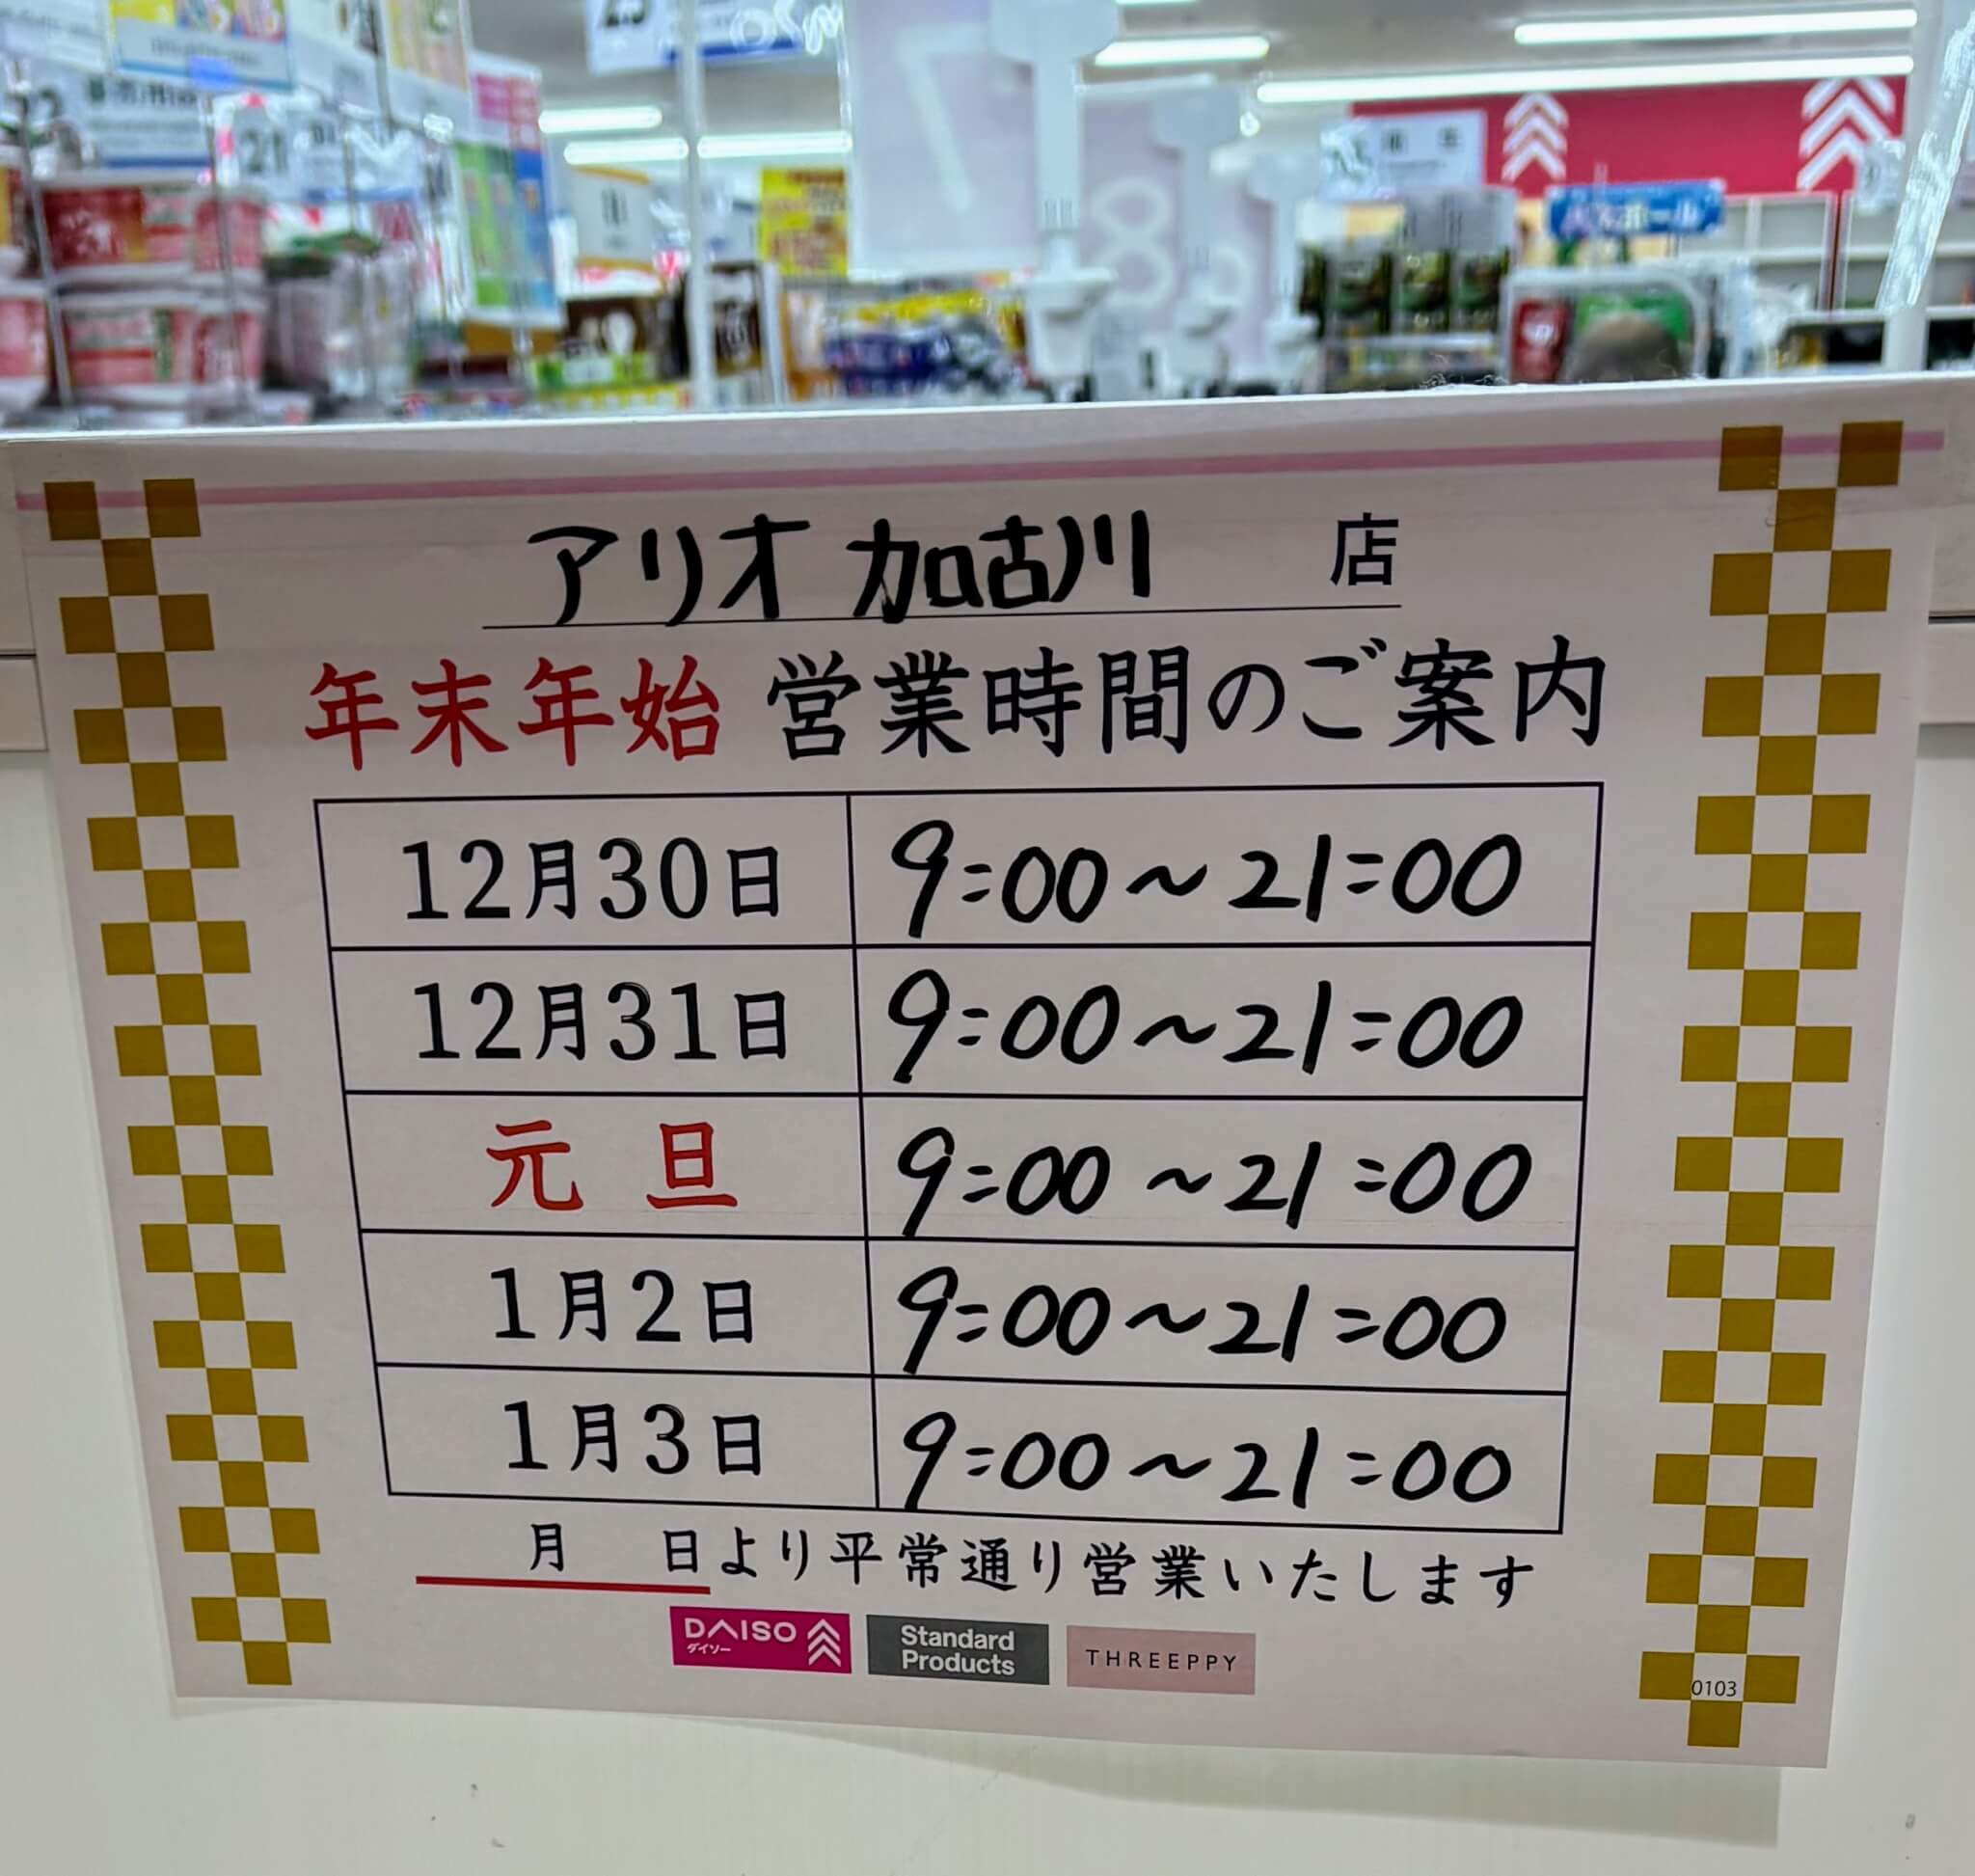 7
8
21
アリオ 加古川 店
年末年始 営業時間のご案内
12月30日 9:00～21:00
12月31日 9:00～21:00
元旦 9:00～21:00
1月2日 9:00～21:00
1月3日 9:00～21:00
月 日より平常通り営業いたします
DAISO
ダイソー
Standard
Products
THREEPPY
0103